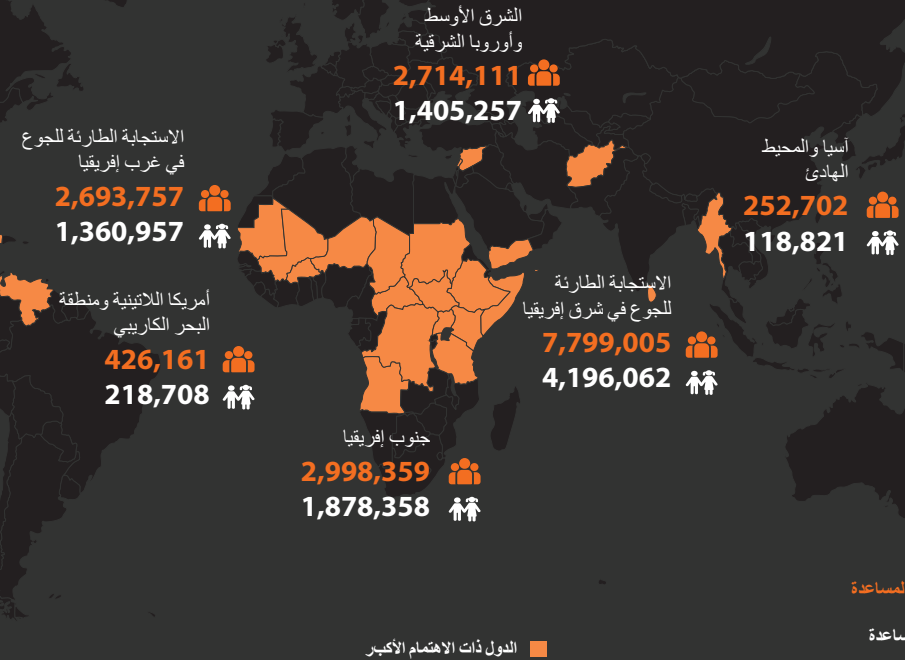 الشرق الأوسط
وأوروبا الشرقية
2,714,111
1,405,257
الاستجابة الطارئة للجوع
في غرب إفريقيا
2,693,757
1,360,957
آسيا والمحيط
الهادئ
252,702
118,821
أمريكا اللاتينية ومنطقة
البحر الكاريبي
426,161
218,708
الاستجابة الطارئة
للجوع في شرق إفريقيا
7,799,005
4,196,062
جنوب إفريقيا
2,998,359
1,878,358
لمساعدة
ساعدة
الدول ذات الاهتمام الأكبر